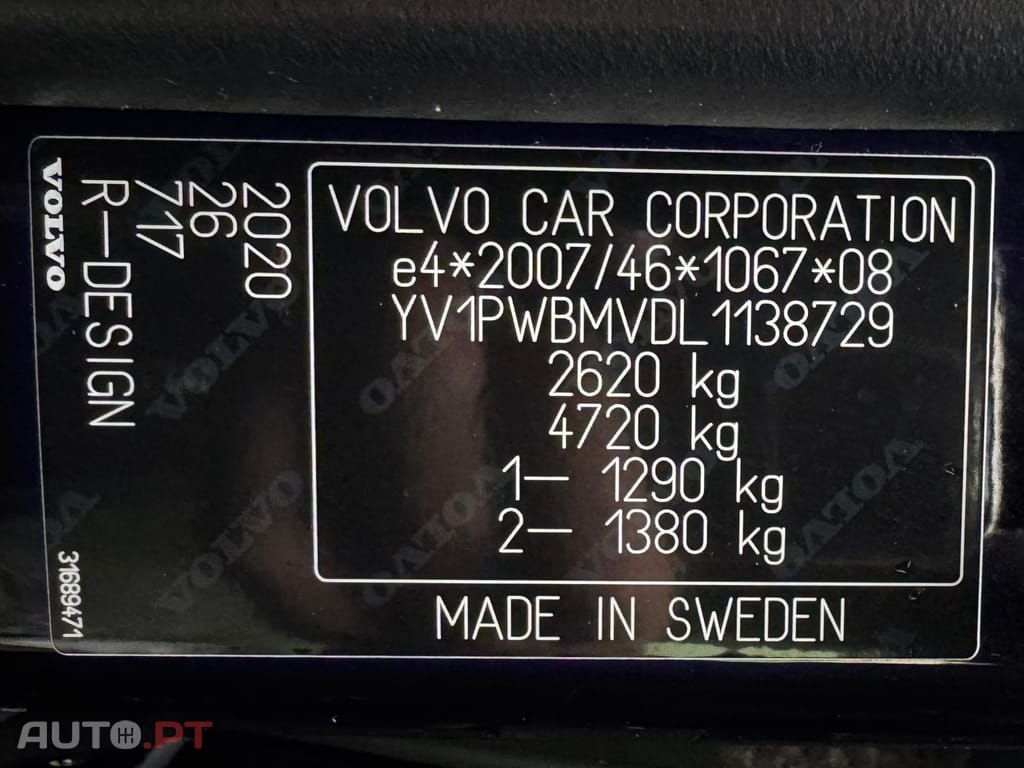 VOLVO
R-DESIGN
717
26
2020
31689471
VOLVO CAR CORPORATION
e4*2007/46*1067*08
YV1PWBMVDL1138729
2620 kg
4720 kg
1- 1290 kg
2- 1380 kg
MADE IN SWEDEN
AUTO.PT